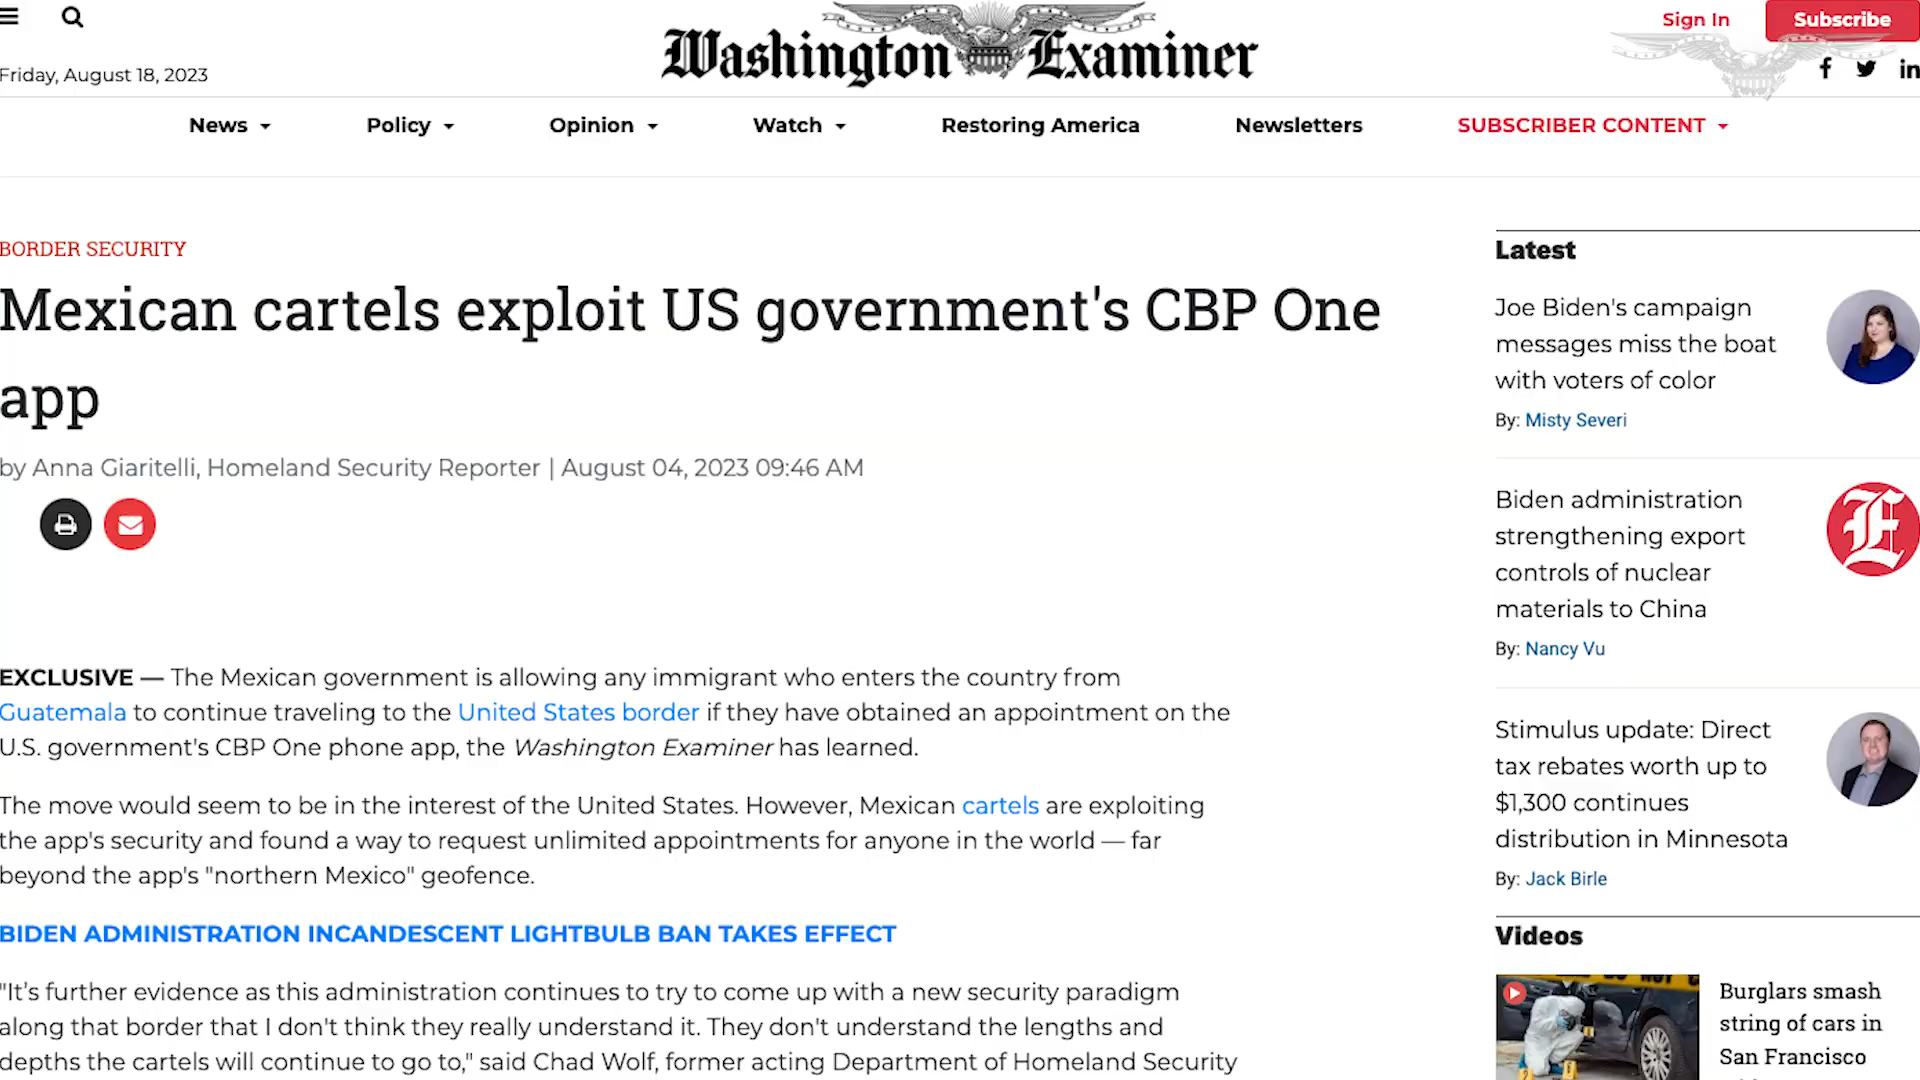 Washington Examiner
Sign In
Subscribe
Friday, August 18, 2023
f
in
News
Policy
Opinion
Watch
Restoring America
Newsletters
SUBSCRIBER CONTENT
BORDER SECURITY
Mexican cartels exploit US government's CBP One
app
by Anna Giaritelli, Homeland Security Reporter | August 04, 2023 09:46 AM
EXCLUSIVE — The Mexican government is allowing any immigrant who enters the country from
Guatemala to continue traveling to the United States border if they have obtained an appointment on the
U.S. government's CBP One phone app, the Washington Examiner has learned.
The move would seem to be in the interest of the United States. However, Mexican cartels are exploiting
the app's security and found a way to request unlimited appointments for anyone in the world — far
beyond the app's "northern Mexico" geofence.
BIDEN ADMINISTRATION INCANDESCENT LIGHTBULB BAN TAKES EFFECT
"It’s further evidence as this administration continues to try to come up with a new security paradigm
along that border that I don't think they really understand it. They don't understand the lengths and
depths the cartels will continue to go to," said Chad Wolf, former acting Department of Homeland Security
Latest
Joe Biden's campaign
messages miss the boat
with voters of color
By: Misty Severi
Biden administration
strengthening export
controls of nuclear
materials to China
By: Nancy Vu
E
Stimulus update: Direct
tax rebates worth up to
$1,300 continues
distribution in Minnesota
By: Jack Birle
Videos
Burglars smash
string of cars in
San Francisco